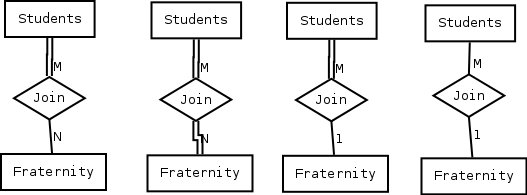 Students Students Students Students
M M M M
Join Join Join Join
N N 1 1
Fraternity Fraternity Fraternity Fraternity